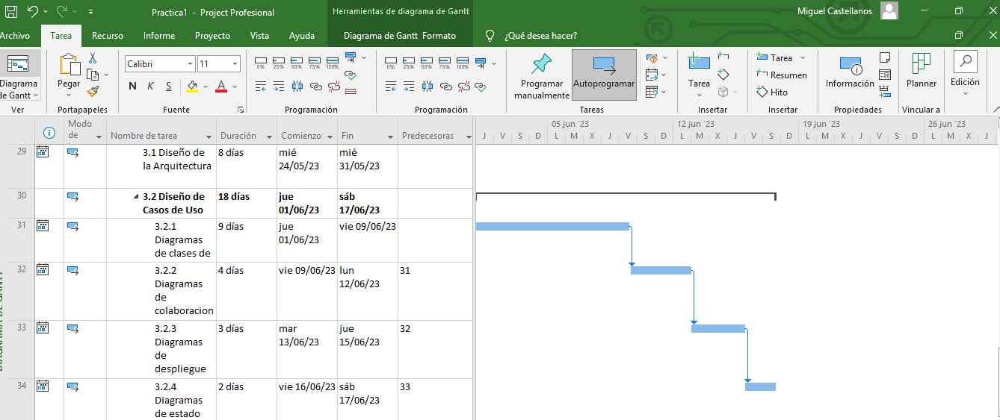 Practica1 - Project Profesional
Herramientas de diagrama de Gantt
Miguel Castellanos
Archivo
Tarea
Recurso
Informe
Proyecto
Vista
Ayuda
Diagrama de Gantt Formato
¿Qué desea hacer?
Diagrama
de Gantt
Ver
Pegar
Portapapeles
Calibri
11
N K S
A
Fuente
0% 25% 50% 75% 100%
Programación
0% 25% 50% 75% 100%
Programación
Programar
manualmente
Autoprogramar
Tareas
Tarea
Insertar
Tarea
Resumen
Hito
Insertar
Información
Propiedades
Planner
Vincular a
Edición
Modo
de
Nombre de tarea
Duración
Comienzo
Fin
Predecesoras
05 jun '23
12 jun '23
19 jun '23
26 jun '23
J V S D L M X J V S D L M X J V S D L M X J V S D L M X J
29
3.1 Diseño de
la Arquitectura
8 días
mié
24/05/23
mié
31/05/23
30
3.2 Diseño de
Casos de Uso
18 días
jue
01/06/23
sáb
17/06/23
31
3.2.1
Diagramas
de clases de
9 días
jue
01/06/23
vie 09/06/23
32
3.2.2
Diagramas
de
colaboracion
4 días
vie 09/06/23
lun
12/06/23
31
33
3.2.3
Diagramas
de
despliegue
3 días
mar
13/06/23
jue
15/06/23
32
34
3.2.4
Diagramas
de estado
2 días
vie 16/06/23
sáb
17/06/23
33